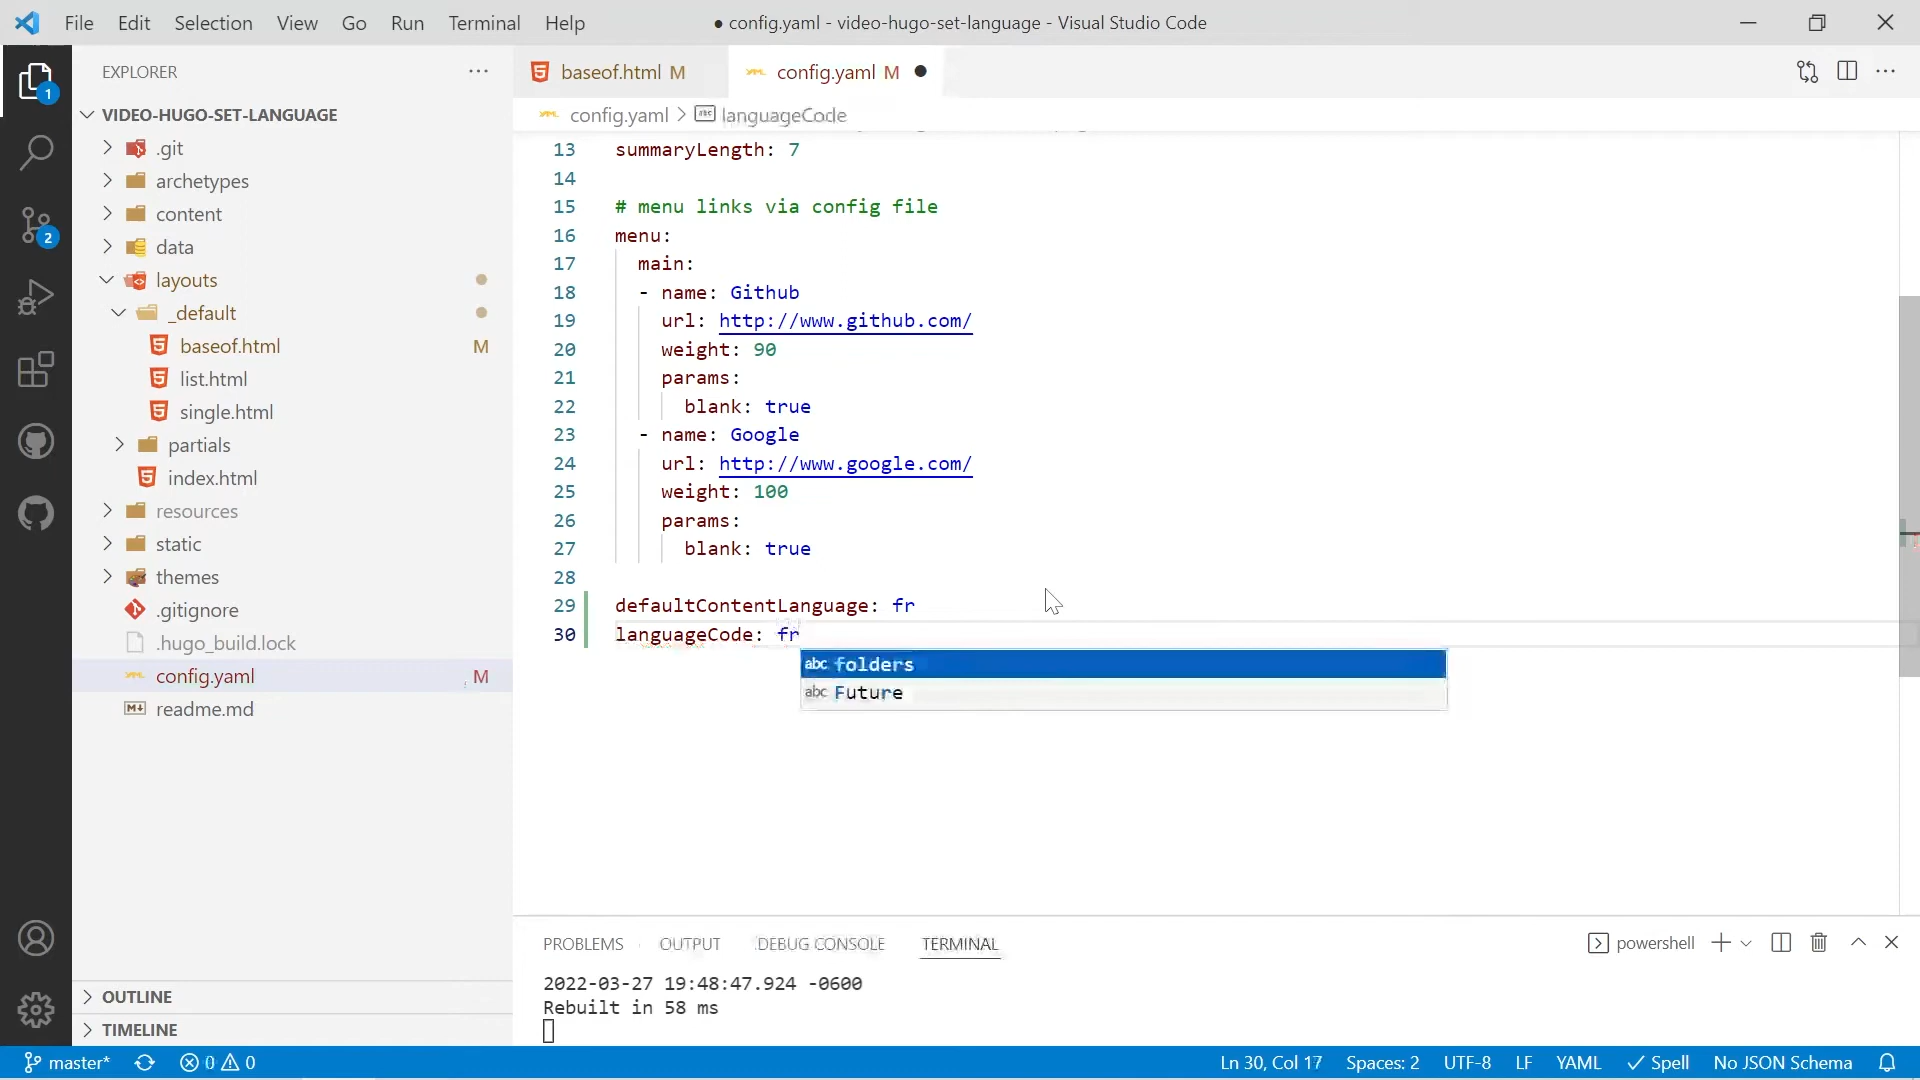 File Edit Selection View Go Run Terminal Help
● config.yaml - video-hugo-set-language - Visual Studio Code
EXPLORER
VIDEO-HUGO-SET-LANGUAGE
.git
archetypes
content
data
layouts
_default
baseof.html M
list.html
single.html
partials
index.html
resources
static
themes
.gitignore
.hugo_build.lock
config.yaml M
readme.md
OUTLINE
TIMELINE
1
2
baseof.html M
config.yaml M
config.yaml > abc languageCode
13 summaryLength: 7
14
15 # menu links via config file
16 menu:
17 main:
18 - name: Github
19 url: http://www.github.com/
20 weight: 90
21 params:
22 blank: true
23 - name: Google
24 url: http://www.google.com/
25 weight: 100
26 params:
27 blank: true
28
29 defaultContentLanguage: fr
30 languageCode: fr
abc folders
abc Future
PROBLEMS OUTPUT DEBUG CONSOLE TERMINAL
powershell
2022-03-27 19:48:47.924 -0600
Rebuilt in 58 ms
master* 0 0
Ln 30, Col 17 Spaces: 2 UTF-8 LF YAML Spell No JSON Schema